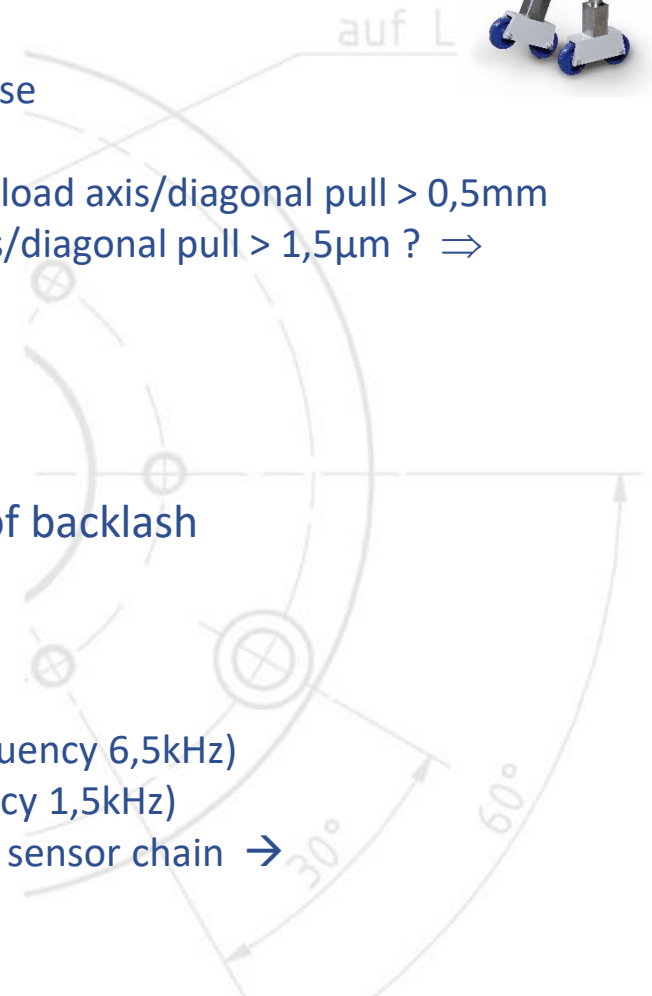 auf L
se
load axis/diagonal pull > 0,5mm
s/diagonal pull > 1,5µm ? ⇒
of backlash
uency 6,5kHz)
cy 1,5kHz)
sensor chain →
30°
60°